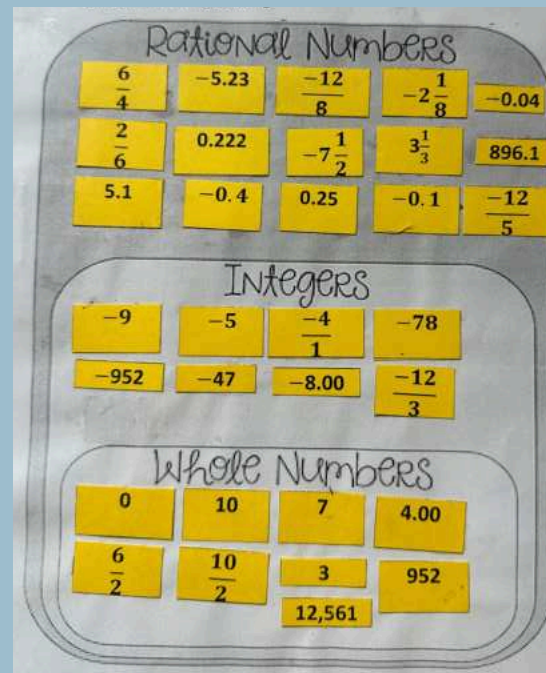 Rational Numbers
6/4 −5.23 −12/8 −2 1/8 −0.04
2/6 0.222 −7 1/2 3 1/3 896.1
5.1 −0.4 0.25 −0.1 −12/5
Integers
−9 −5 −4/1 −78
−952 −47 −8.00 −12/3
Whole Numbers
0 10 7 4.00
6/2 10/2 3 952
12,561